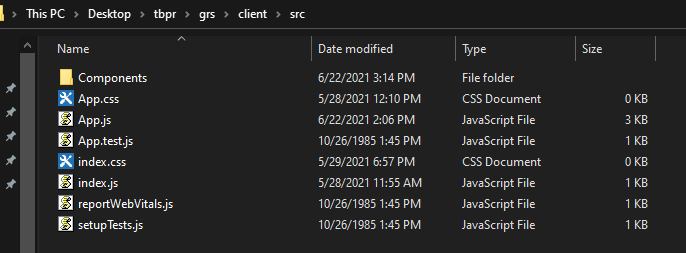 This PC > Desktop > tbpr > grs > client > src
Name Date modified Type Size
Components 6/22/2021 3:14 PM File folder
App.css 5/28/2021 12:10 PM CSS Document 0 KB
App.js 6/22/2021 2:06 PM JavaScript File 3 KB
App.test.js 10/26/1985 1:45 PM JavaScript File 1 KB
index.css 5/29/2021 6:57 PM CSS Document 0 KB
index.js 5/28/2021 11:55 AM JavaScript File 1 KB
reportWebVitals.js 10/26/1985 1:45 PM JavaScript File 1 KB
setupTests.js 10/26/1985 1:45 PM JavaScript File 1 KB